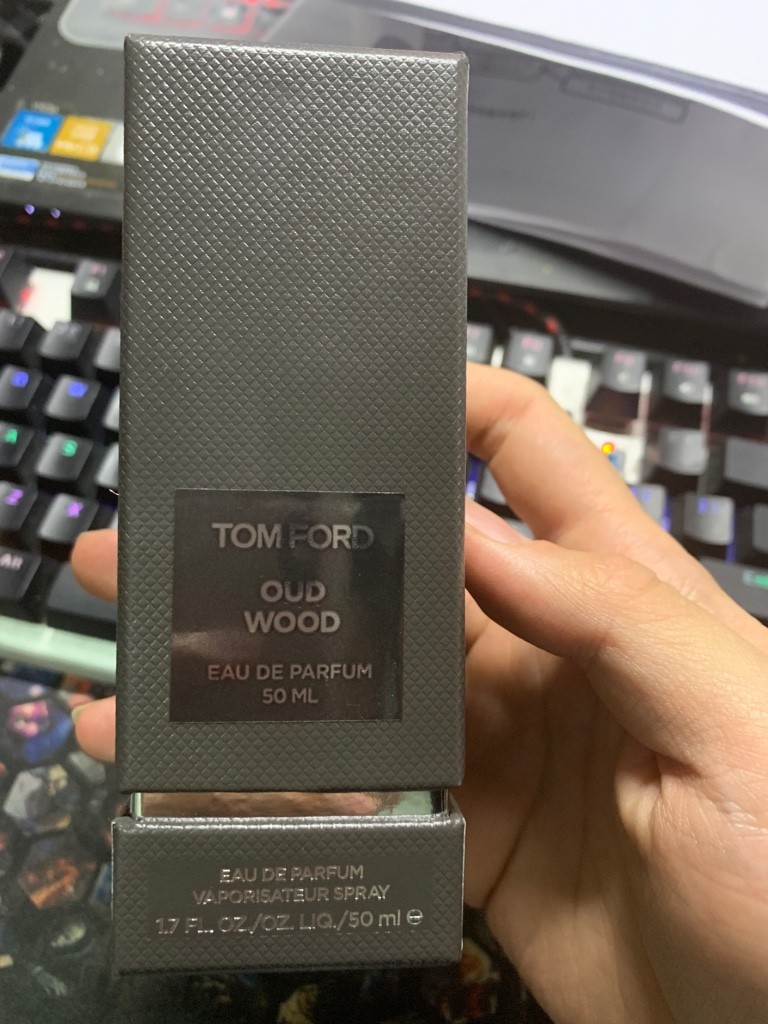 TOM FORD
OUD
WOOD
EAU DE PARFUM
50 ML
EAU DE PARFUM
VAPORISATEUR SPRAY
1.7 FL. OZ./OZ. LIQ./50 ml ℮